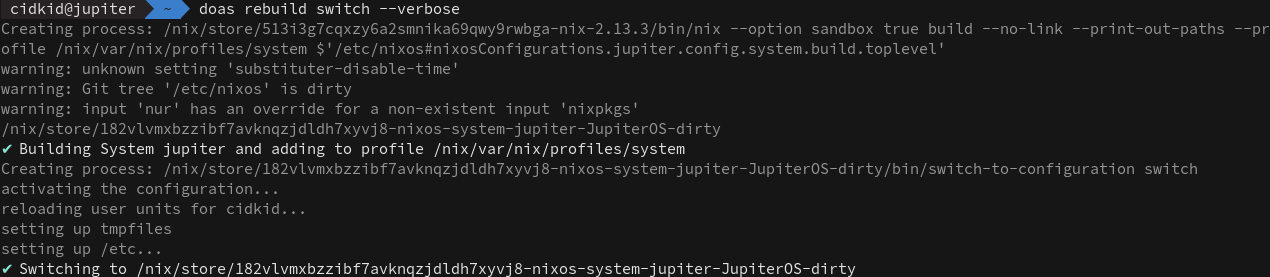 cidkid@jupiter ~ doas rebuild switch --verbose
Creating process: /nix/store/513i3g7cqxzy6a2smnika69qwy9rwbga-nix-2.13.3/bin/nix --option sandbox true build --no-link --print-out-paths --pr
ofile /nix/var/nix/profiles/system $'/etc/nixos#nixosConfigurations.jupiter.config.system.build.toplevel'
warning: unknown setting 'substituter-disable-time'
warning: Git tree '/etc/nixos' is dirty
warning: input 'nur' has an override for a non-existent input 'nixpkgs'
/nix/store/182vlvmxbzzibf7avknqzjdldh7xyvj8-nixos-system-jupiter-JupiterOS-dirty
✔ Building System jupiter and adding to profile /nix/var/nix/profiles/system
Creating process: /nix/store/182vlvmxbzzibf7avknqzjdldh7xyvj8-nixos-system-jupiter-JupiterOS-dirty/bin/switch-to-configuration switch
activating the configuration...
reloading user units for cidkid...
setting up tmpfiles
setting up /etc...
✔ Switching to /nix/store/182vlvmxbzzibf7avknqzjdldh7xyvj8-nixos-system-jupiter-JupiterOS-dirty